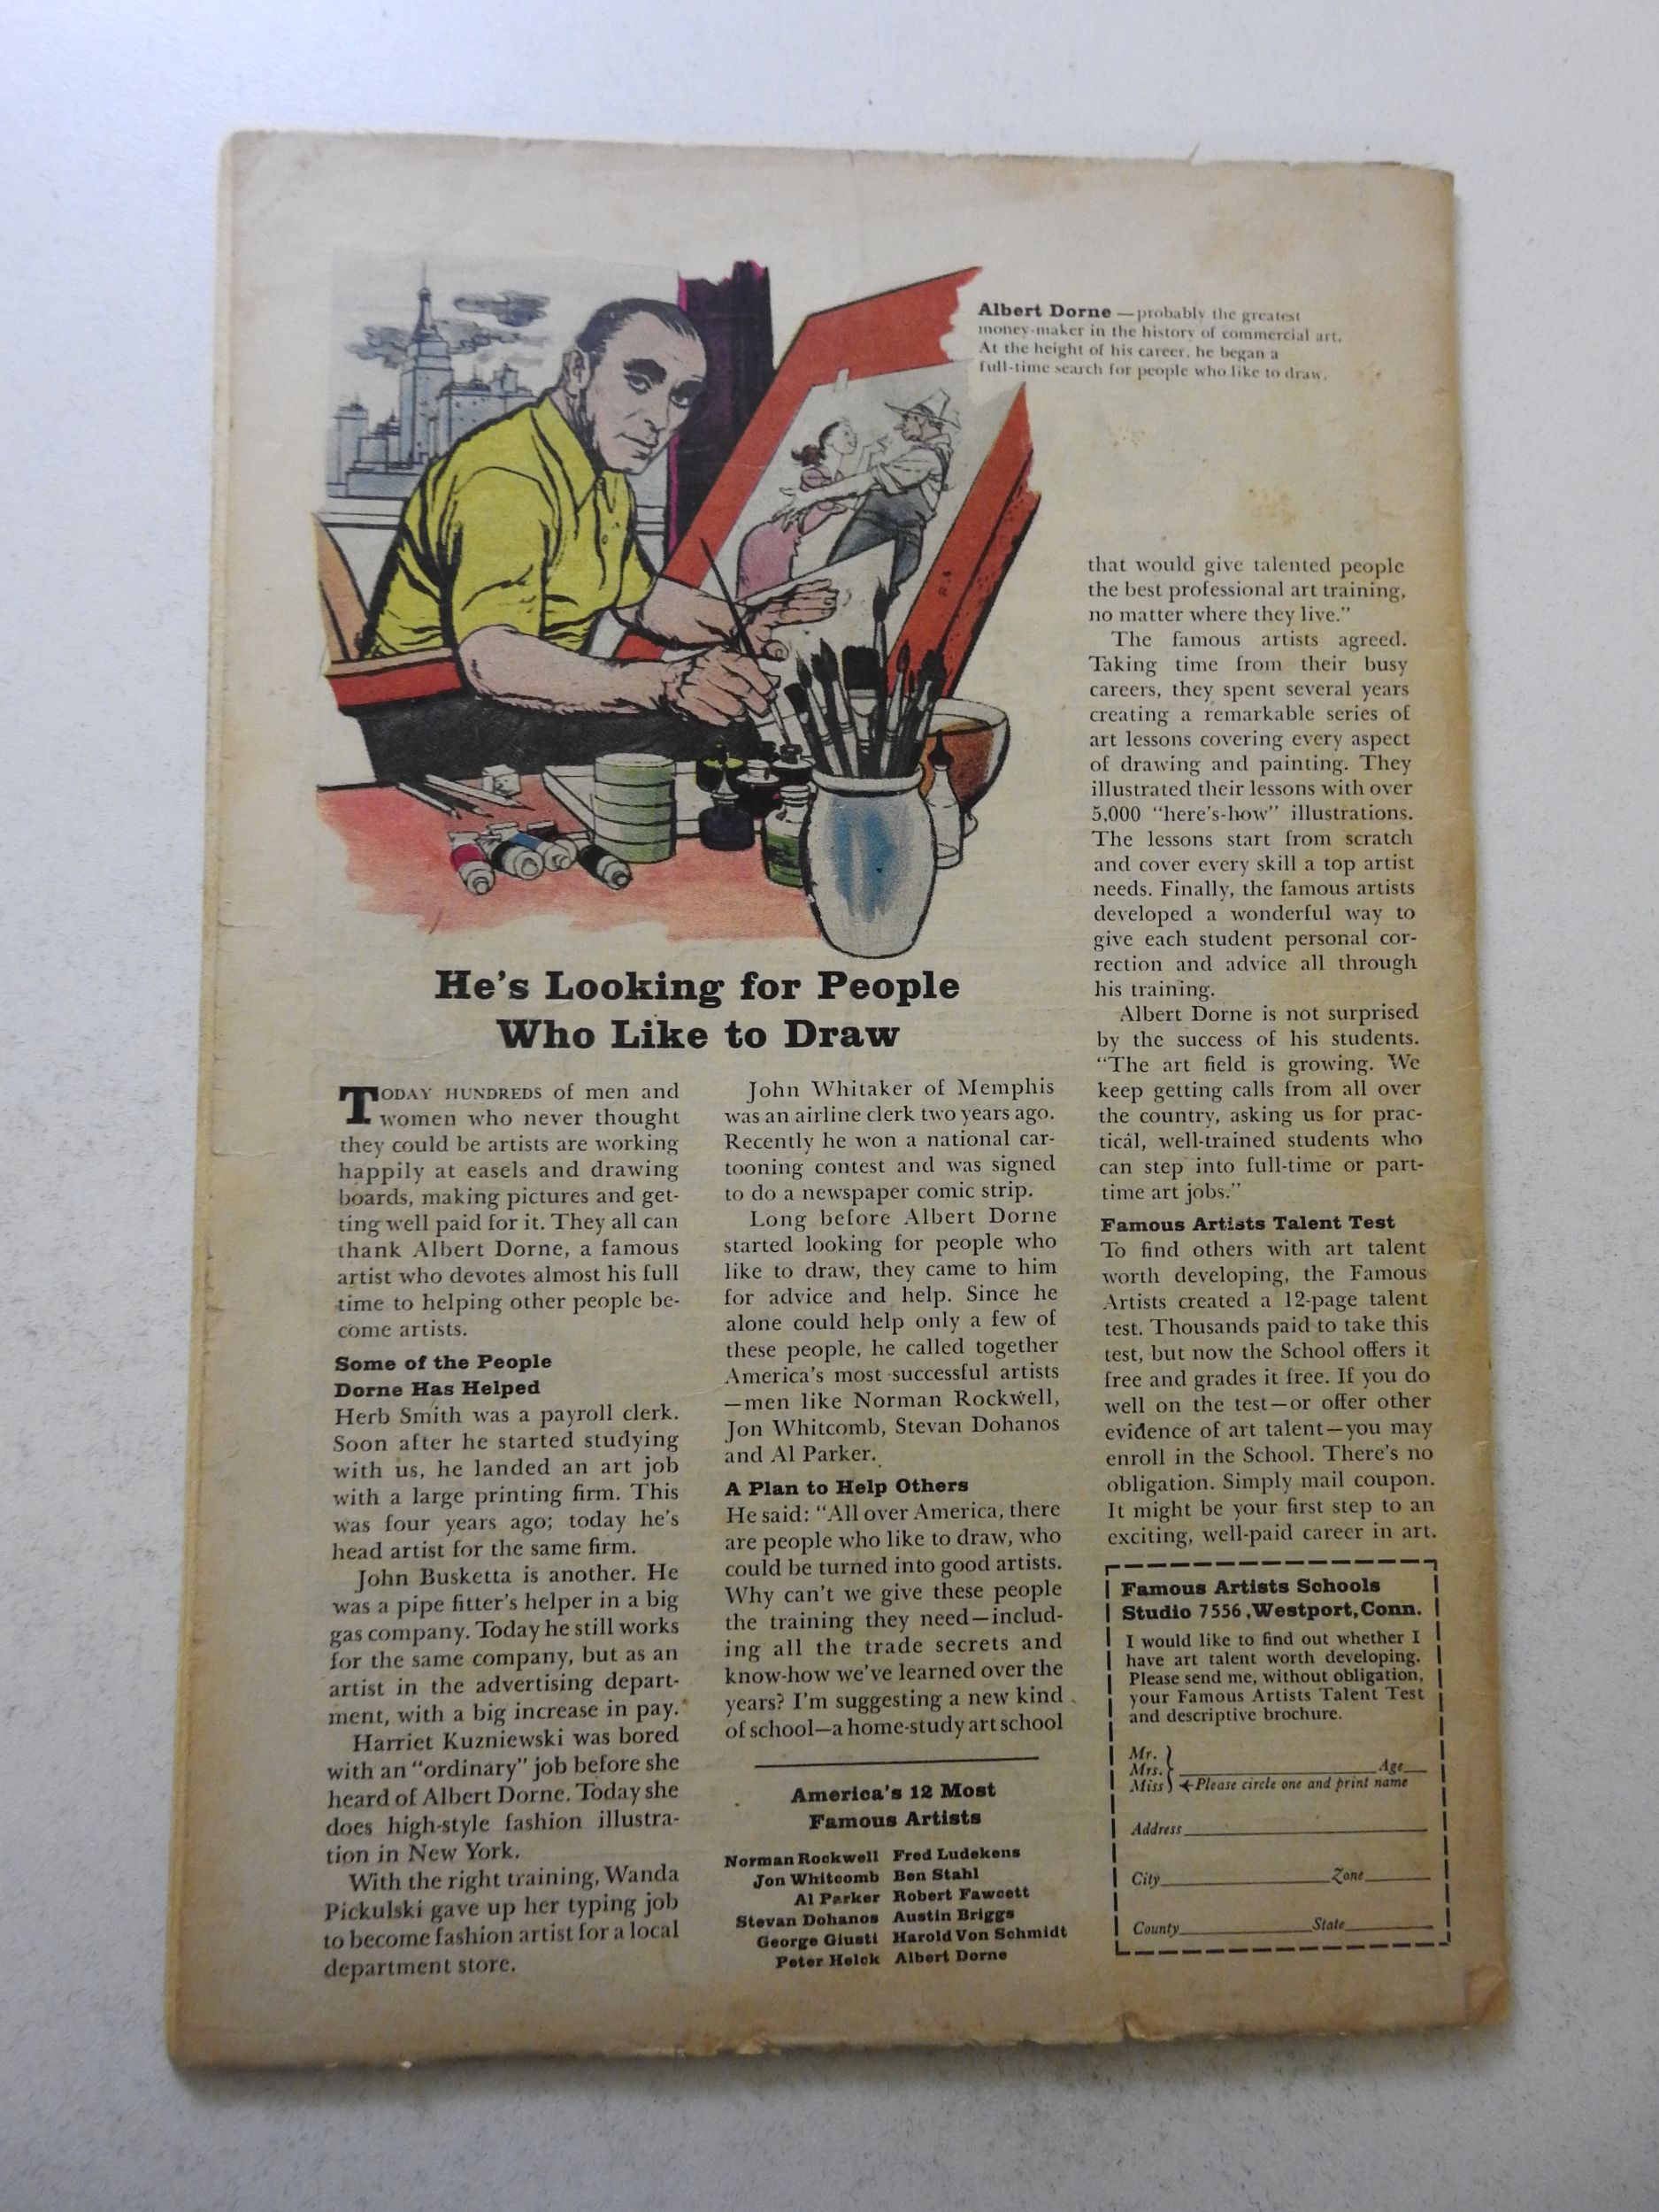 Albert Dorne —probably the greatest
money-maker in the history of commercial art.
At the height of his career, he began a
full-time search for people who like to draw.
He's Looking for People
Who Like to Draw
TODAY HUNDREDS of men and
women who never thought
they could be artists are working
happily at easels and drawing
boards, making pictures and get-
ting well paid for it. They all can
thank Albert Dorne, a famous
artist who devotes almost his full
time to helping other people be-
come artists.
Some of the People
Dorne Has Helped
Herb Smith was a payroll clerk.
Soon after he started studying
with us, he landed an art job
with a large printing firm. This
was four years ago; today he's
head artist for the same firm.
John Busketta is another. He
was a pipe fitter's helper in a big
gas company. Today he still works
for the same company, but as an
artist in the advertising depart-
ment, with a big increase in pay.
Harriet Kuzniewski was bored
with an "ordinary" job before she
heard of Albert Dorne. Today she
does high-style fashion illustra-
tion in New York.
With the right training, Wanda
Pickulski gave up her typing job
to become fashion artist for a local
department store.
John Whitaker of Memphis
was an airline clerk two years ago.
Recently he won a national car-
tooning contest and was signed
to do a newspaper comic strip.
Long before Albert Dorne
started looking for people who
like to draw, they came to him
for advice and help. Since he
alone could help only a few of
these people, he called together
America's most successful artists
—men like Norman Rockwell,
Jon Whitcomb, Stevan Dohanos
and Al Parker.
A Plan to Help Others
He said: "All over America, there
are people who like to draw, who
could be turned into good artists.
Why can't we give these people
the training they need—includ-
ing all the trade secrets and
know-how we've learned over the
years? I'm suggesting a new kind
of school—a home-study art school
America's 12 Most
Famous Artists
Norman Rockwell Fred Ludekens
Jon Whitcomb Ben Stahl
Al Parker Robert Fawcett
Stevan Dohanos Austin Briggs
George Giusti Harold Von Schmidt
Peter Helck Albert Dorne
that would give talented people
the best professional art training,
no matter where they live."
The famous artists agreed.
Taking time from their busy
careers, they spent several years
creating a remarkable series of
art lessons covering every aspect
of drawing and painting. They
illustrated their lessons with over
5,000 "here's-how" illustrations.
The lessons start from scratch
and cover every skill a top artist
needs. Finally, the famous artists
developed a wonderful way to
give each student personal cor-
rection and advice all through
his training.
Albert Dorne is not surprised
by the success of his students.
"The art field is growing. We
keep getting calls from all over
the country, asking us for prac-
tical, well-trained students who
can step into full-time or part-
time art jobs."
Famous Artists Talent Test
To find others with art talent
worth developing, the Famous
Artists created a 12-page talent
test. Thousands paid to take this
test, but now the School offers it
free and grades it free. If you do
well on the test—or offer other
evidence of art talent—you may
enroll in the School. There's no
obligation. Simply mail coupon.
It might be your first step to an
exciting, well-paid career in art.
Famous Artists Schools
Studio 7556, Westport, Conn.
I would like to find out whether I
have art talent worth developing.
Please send me, without obligation,
your Famous Artists Talent Test
and descriptive brochure.
Mr.
Mrs. Age
Miss ←Please circle one and print name
Address
City Zone
County State